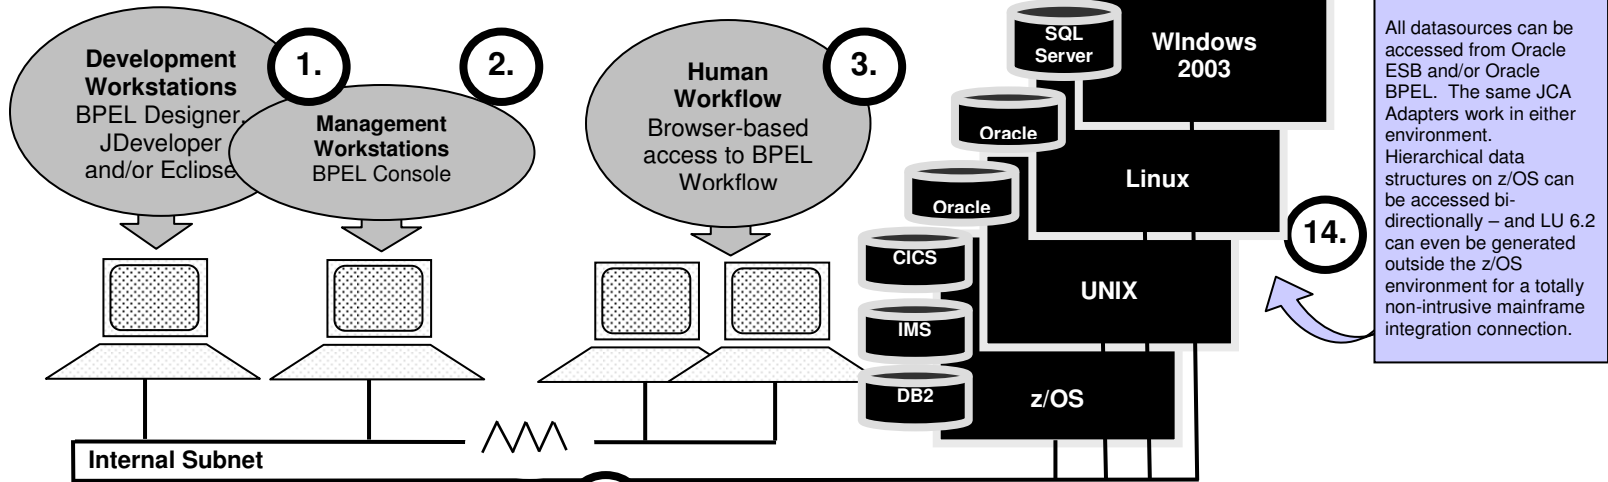 Development
Workstations
BPEL Designer,
JDeveloper
and/or Eclipse
1.
Management
Workstations
BPEL Console
2.
Human
Workflow
Browser-based
access to BPEL
Workflow
3.
SQL
Server
WIndows
2003
Oracle
Linux
Oracle
UNIX
CICS
IMS
DB2
z/OS
14.
All datasources can be
accessed from Oracle
ESB and/or Oracle
BPEL. The same JCA
Adapters work in either
environment.
Hierarchical data
structures on z/OS can
be accessed bi-
directionally – and LU 6.2
can even be generated
outside the z/OS
environment for a totally
non-intrusive mainframe
integration connection.
Internal Subnet